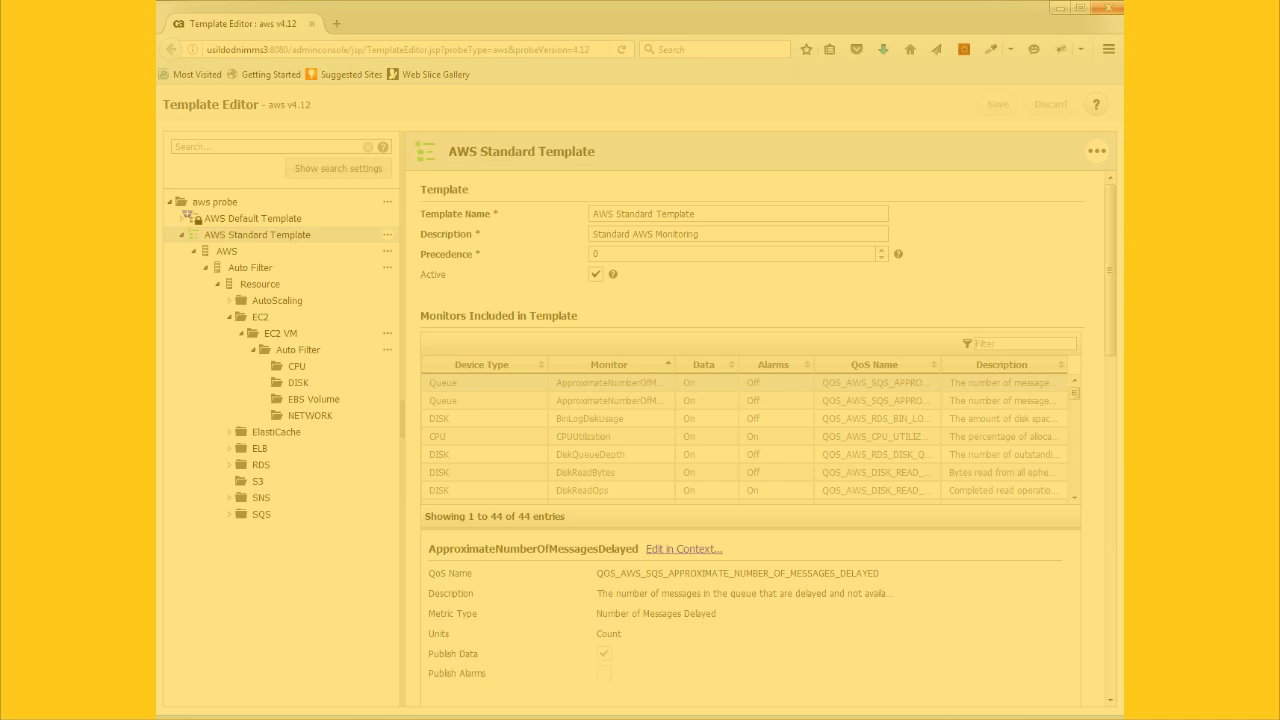 ca Template Editor : aws v4.12
usildodnimms3:8080/adminconsole/jsp/TemplateEditor.jsp?probeType=aws&probeVersion=4.12 Search
Most Visited Getting Started Suggested Sites Web Slice Gallery
Template Editor - aws v4.12 Save Discard ?
Search...
Show search settings
aws probe
AWS Default Template
AWS Standard Template
AWS
Auto Filter
Resource
AutoScaling
EC2
EC2 VM
Auto Filter
CPU
DISK
EBS Volume
NETWORK
ElastiCache
ELB
RDS
S3
SNS
SQS
AWS Standard Template
Template
Template Name * AWS Standard Template
Description * Standard AWS Monitoring
Precedence * 0
Active
Monitors Included in Template
Filter
Device Type Monitor Data Alarms QoS Name Description
Queue ApproximateNumberOfM... On Off QOS_AWS_SQS_APPRO... The number of message...
Queue ApproximateNumberOfM... On Off QOS_AWS_SQS_APPRO... The number of message...
DISK BinLogDiskUsage On Off QOS_AWS_RDS_BIN_LO... The amount of disk spac...
CPU CPUUtilization On On QOS_AWS_CPU_UTILIZ... The percentage of alloca...
DISK DiskQueueDepth On Off QOS_AWS_RDS_DISK_Q... The number of outstandi...
DISK DiskReadBytes On Off QOS_AWS_DISK_READ_... Bytes read from all ephe...
DISK DiskReadOps On On QOS_AWS_DISK_READ_... Completed read operatio...
Showing 1 to 44 of 44 entries
ApproximateNumberOfMessagesDelayed Edit in Context...
QoS Name QOS_AWS_SQS_APPROXIMATE_NUMBER_OF_MESSAGES_DELAYED
Description The number of messages in the queue that are delayed and not availa...
Metric Type Number of Messages Delayed
Units Count
Publish Data
Publish Alarms